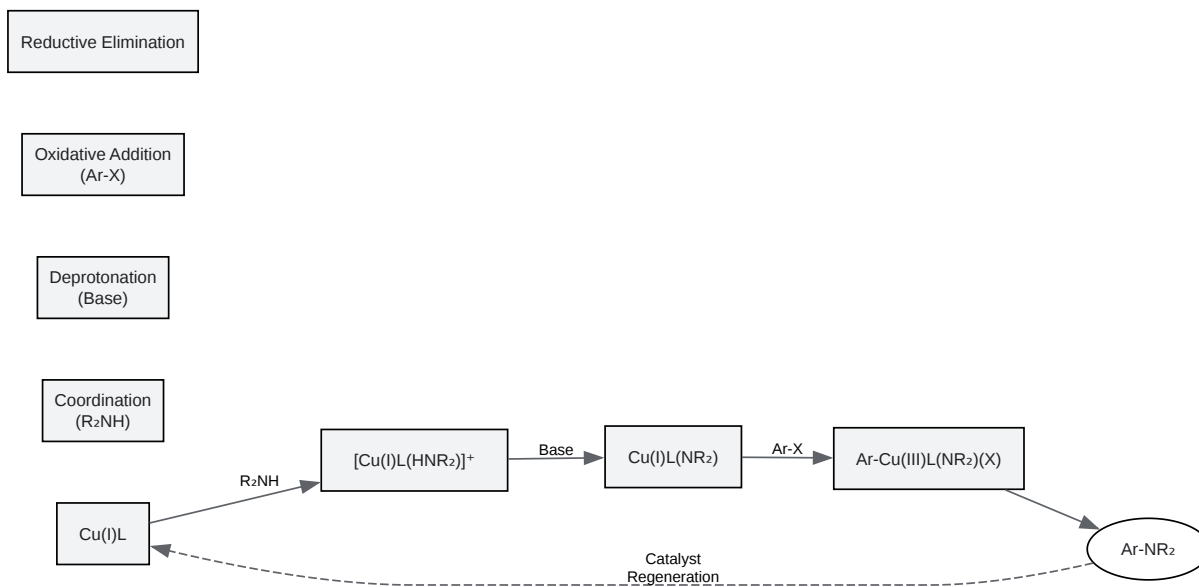 Reductive Elimination
Oxidative Addition
(Ar-X)
Deprotonation
(Base)
Coordination
(R₂NH)
[Cu(I)L(HNR₂)]⁺
Base
Cu(I)L(NR₂)
Ar-X
Ar-Cu(III)L(NR₂)(X)
R₂NH
Cu(I)L
Ar-NR₂
Catalyst
Regeneration